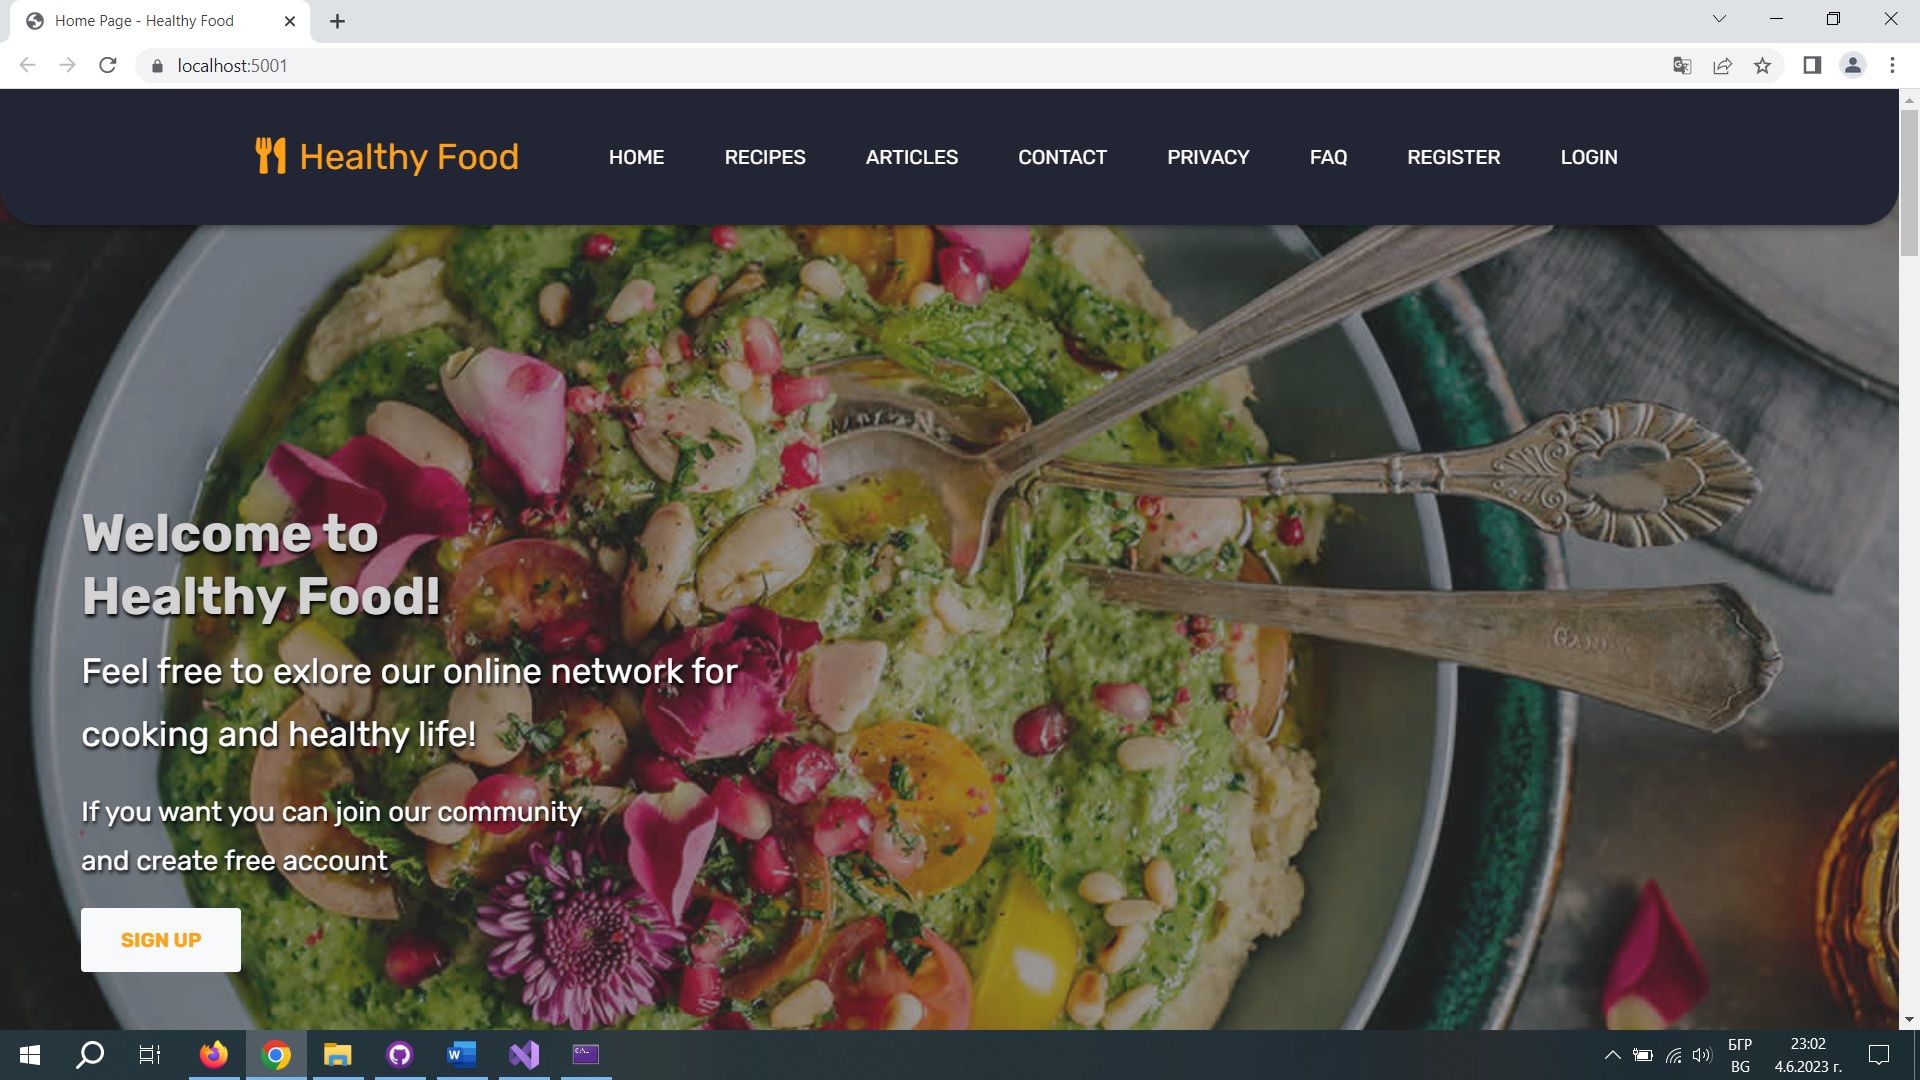 Home Page - Healthy Food
localhost:5001
Healthy Food HOME RECIPES ARTICLES CONTACT PRIVACY FAQ REGISTER LOGIN
Welcome to
Healthy Food!
Feel free to exlore our online network for
cooking and healthy life!
If you want you can join our community
and create free account
SIGN UP
БГР 23:02
BG 4.6.2023 г.